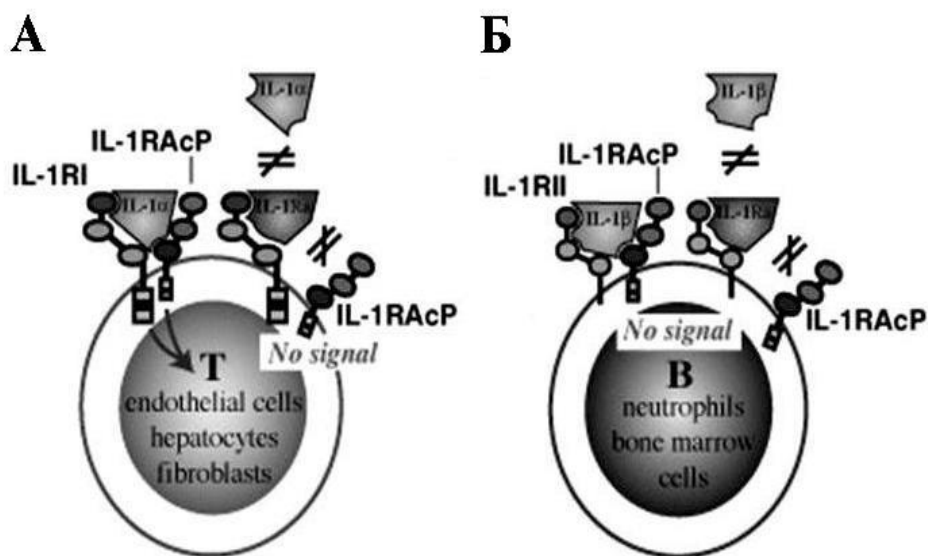 А
IL-1α
IL-1RAcP
IL-1RI
IL-1α
IL-1Ra
IL-1RAcP
No signal
T
endothelial cells
hepatocytes
fibroblasts
Б
IL-1β
IL-1RAcP
IL-1RII
IL-1β
IL-1Ra
IL-1RAcP
No signal
B
neutrophils
bone marrow
cells